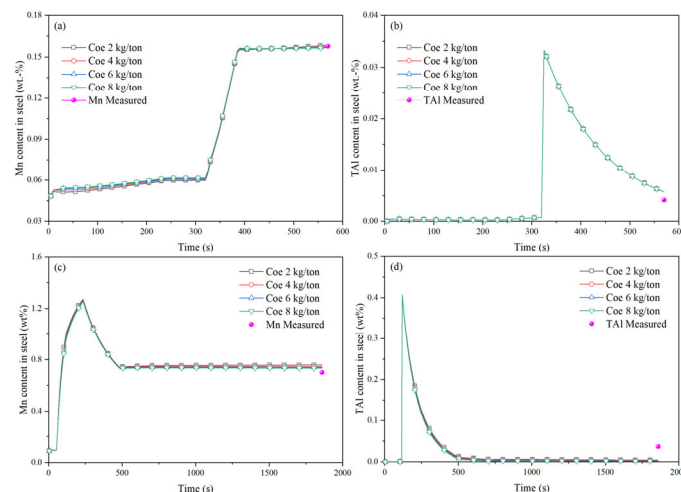 (a)
Coe 2 kg/ton
Coe 4 kg/ton
Coe 6 kg/ton
Coe 8 kg/ton
Mn Measured
Mn content in steel (wt.-%)
0.18
0.15
0.12
0.09
0.06
0.03
0 100 200 300 400 500 600
Time (s)
(b)
Coe 2 kg/ton
Coe 4 kg/ton
Coe 6 kg/ton
Coe 8 kg/ton
TAl Measured
TAl content in steel (wt.-%)
0.04
0.03
0.02
0.01
0.00
0 100 200 300 400 500 600
Time (s)
(c)
Coe 2 kg/ton
Coe 4 kg/ton
Coe 6 kg/ton
Coe 8 kg/ton
Mn Measured
Mn content in steel (wt%)
1.6
1.2
0.8
0.4
0.0
0 500 1000 1500 2000
Time (s)
(d)
Coe 2 kg/ton
Coe 4 kg/ton
Coe 6 kg/ton
Coe 8 kg/ton
TAl Measured
TAl content in steel (wt%)
0.5
0.4
0.3
0.2
0.1
0.0
0 500 1000 1500 2000
Time (s)